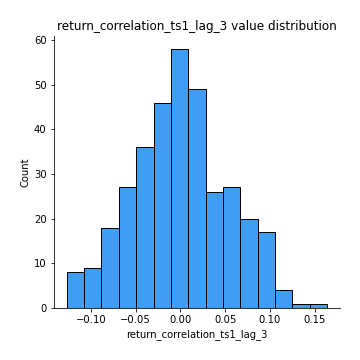 return_correlation_ts1_lag_3 value distribution
60
50
40
30
20
10
0
Count
−0.10 −0.05 0.00 0.05 0.10 0.15
return_correlation_ts1_lag_3